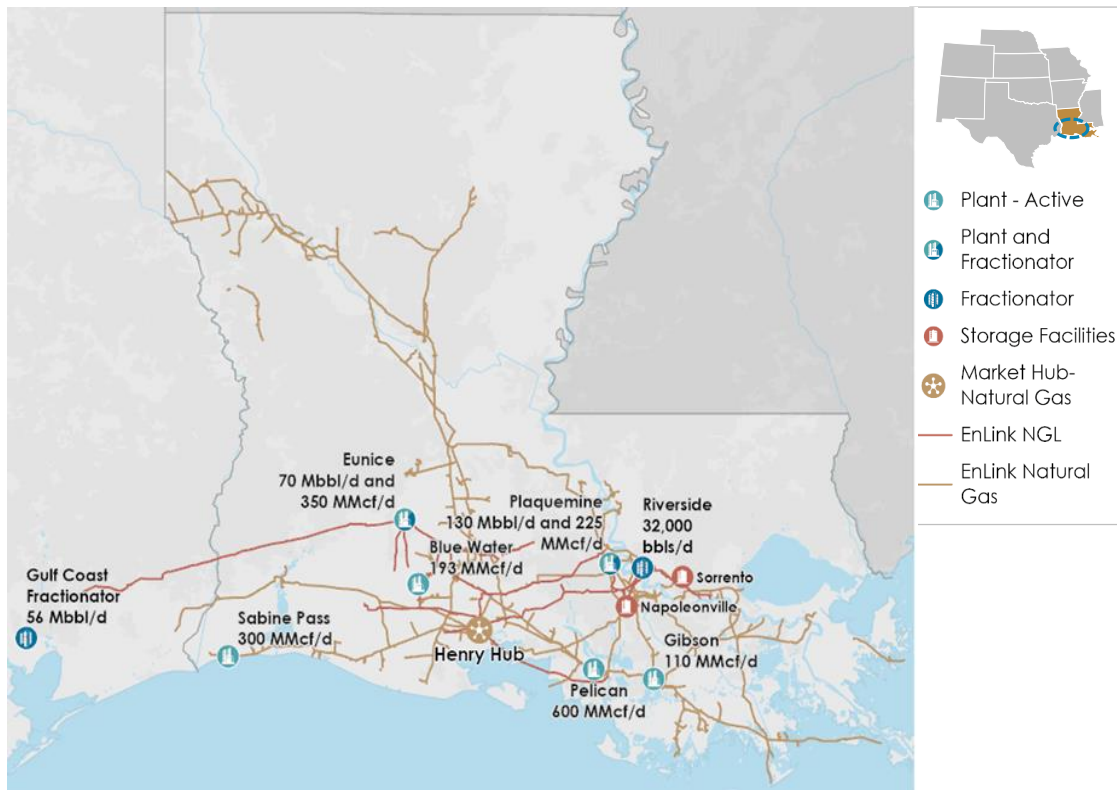 Eunice
70 Mbbl/d and
350 MMcf/d
Plaquemine
130 Mbbl/d and 225
MMcf/d
Riverside
32,000
bbls/d
Blue Water
193 MMcf/d
Gulf Coast
Fractionator
56 Mbbl/d
Sorrento
Napoleonville
Sabine Pass
300 MMcf/d
Henry Hub
Gibson
110 MMcf/d
Pelican
600 MMcf/d
Plant - Active
Plant and
Fractionator
Fractionator
Storage Facilities
Market Hub-
Natural Gas
EnLink NGL
EnLink Natural
Gas